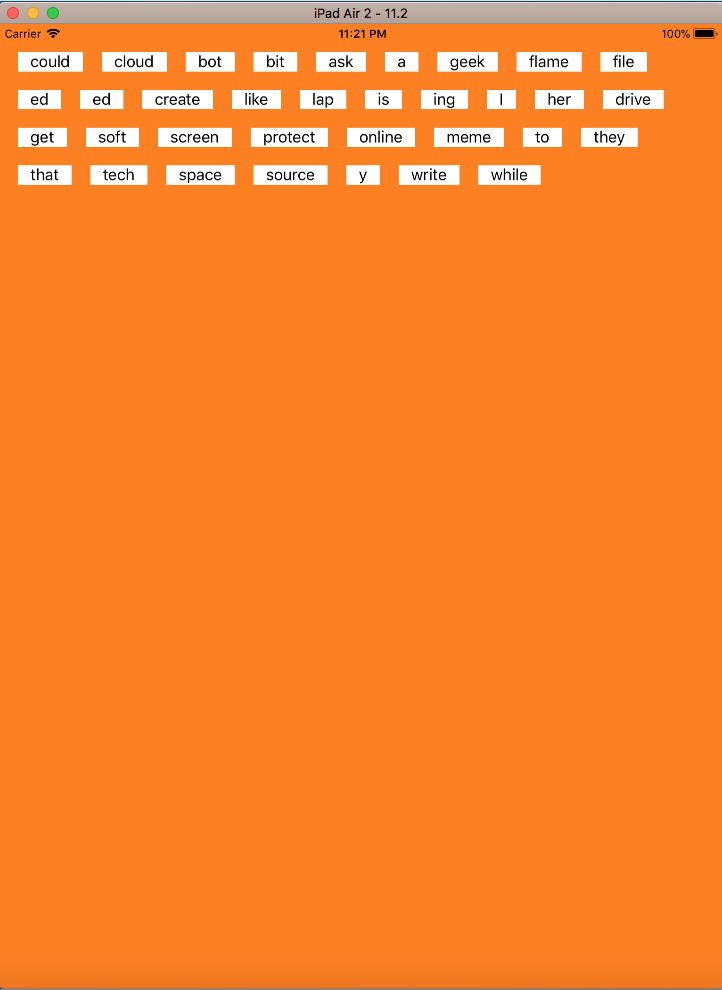 iPad Air 2 - 11.2
Carrier 11:21 PM 100%
could cloud bot bit ask a geek flame file
ed ed create like lap is ing I her drive
get soft screen protect online meme to they
that tech space source y write while